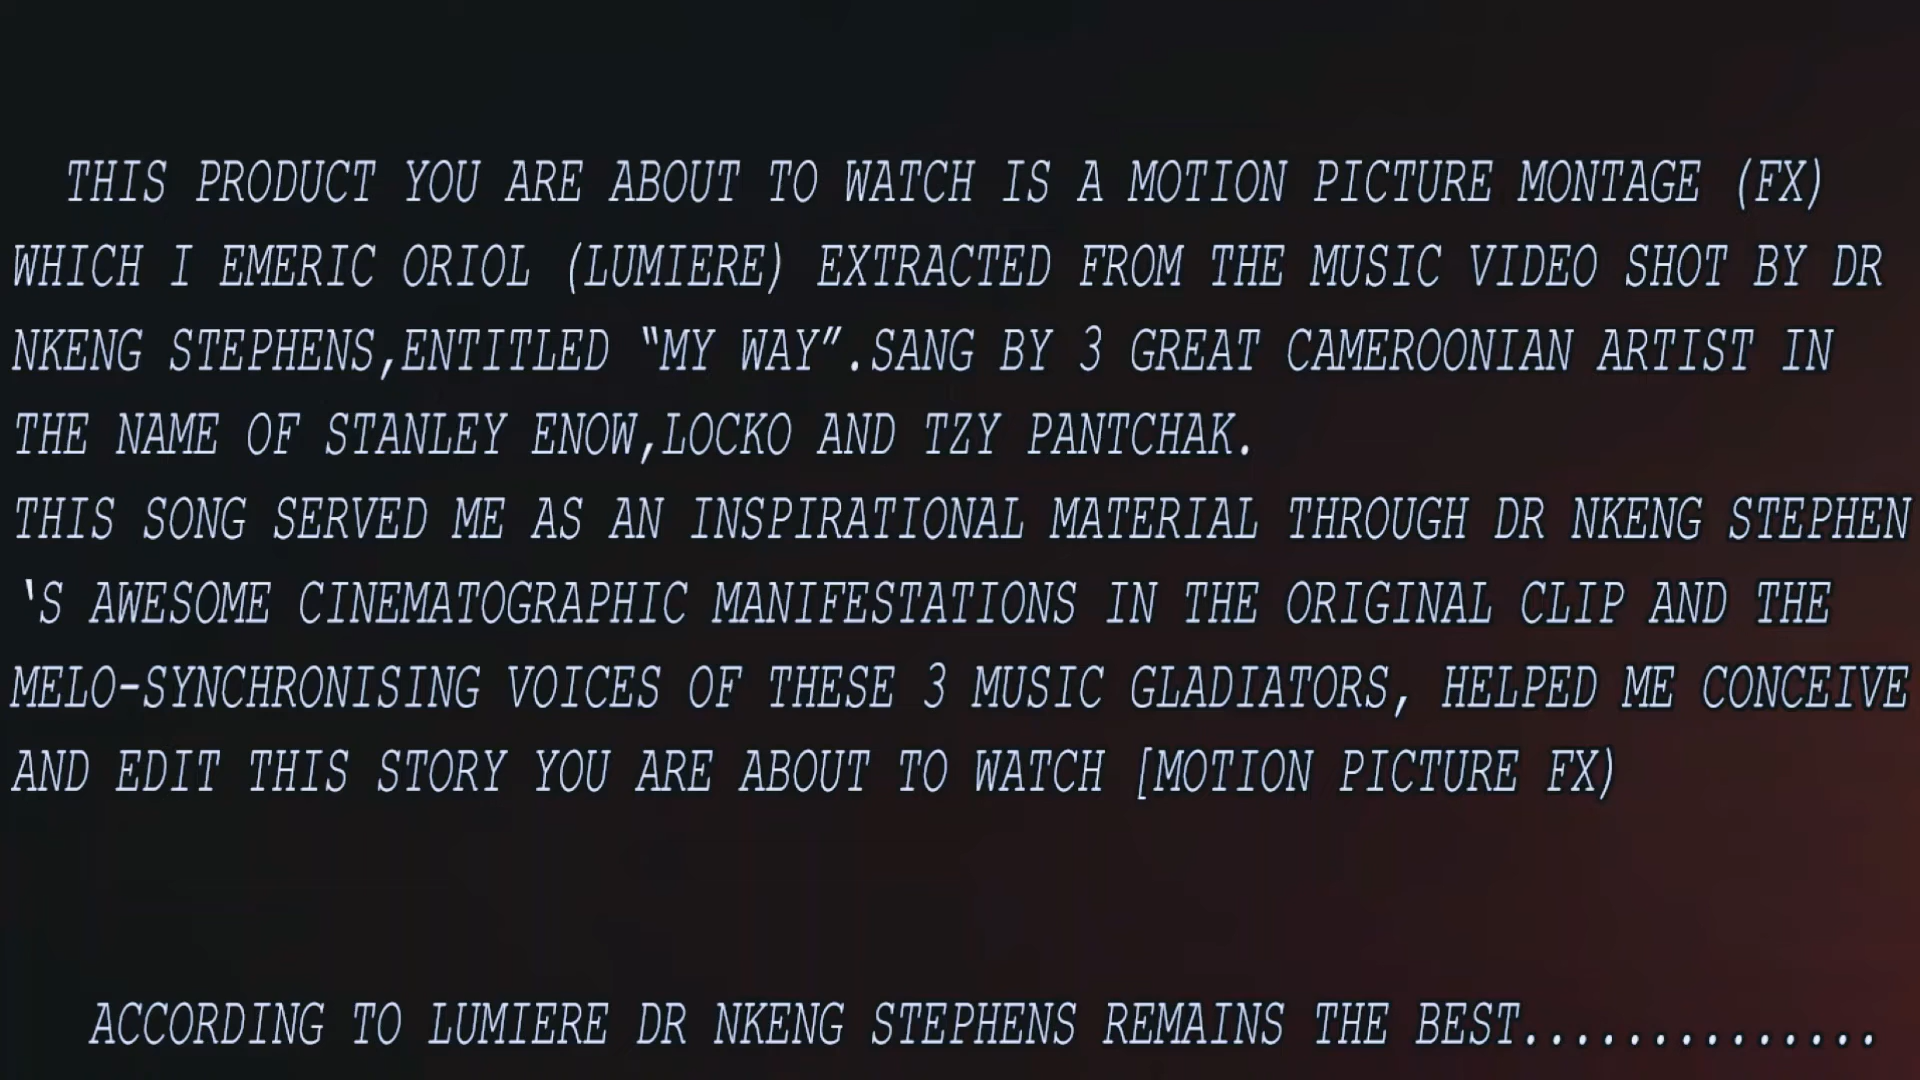 THIS PRODUCT YOU ARE ABOUT TO WATCH IS A MOTION PICTURE MONTAGE (FX)
WHICH I EMERIC ORIOL (LUMIERE) EXTRACTED FROM THE MUSIC VIDEO SHOT BY DR
NKENG STEPHENS,ENTITLED “MY WAY”.SANG BY 3 GREAT CAMEROONIAN ARTIST IN
THE NAME OF STANLEY ENOW,LOCKO AND TZY PANTCHAK.
THIS SONG SERVED ME AS AN INSPIRATIONAL MATERIAL THROUGH DR NKENG STEPHEN
‘S AWESOME CINEMATOGRAPHIC MANIFESTATIONS IN THE ORIGINAL CLIP AND THE
MELO-SYNCHRONISING VOICES OF THESE 3 MUSIC GLADIATORS, HELPED ME CONCEIVE
AND EDIT THIS STORY YOU ARE ABOUT TO WATCH [MOTION PICTURE FX)
ACCORDING TO LUMIERE DR NKENG STEPHENS REMAINS THE BEST..............